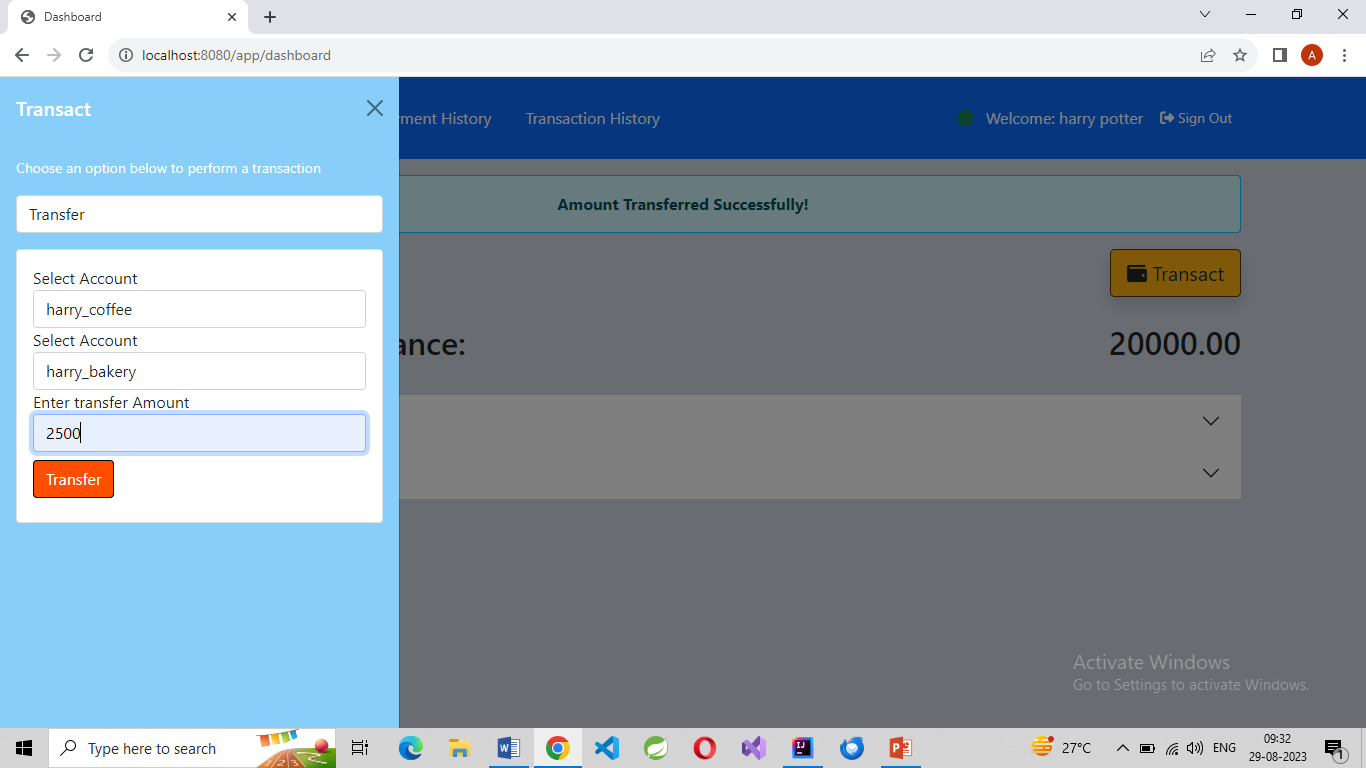 Dashboard
localhost:8080/app/dashboard
A
Transact
yment History
Transaction History
Welcome: harry potter
Sign Out
Choose an option below to perform a transaction
Transfer
Amount Transferred Successfully!
Select Account
harry_coffee
Select Account
harry_bakery
Enter transfer Amount
2500
Transfer
Transact
ance:
20000.00
Activate Windows
Go to Settings to activate Windows.
Type here to search
27°C
ENG
09:32
29-08-2023
1